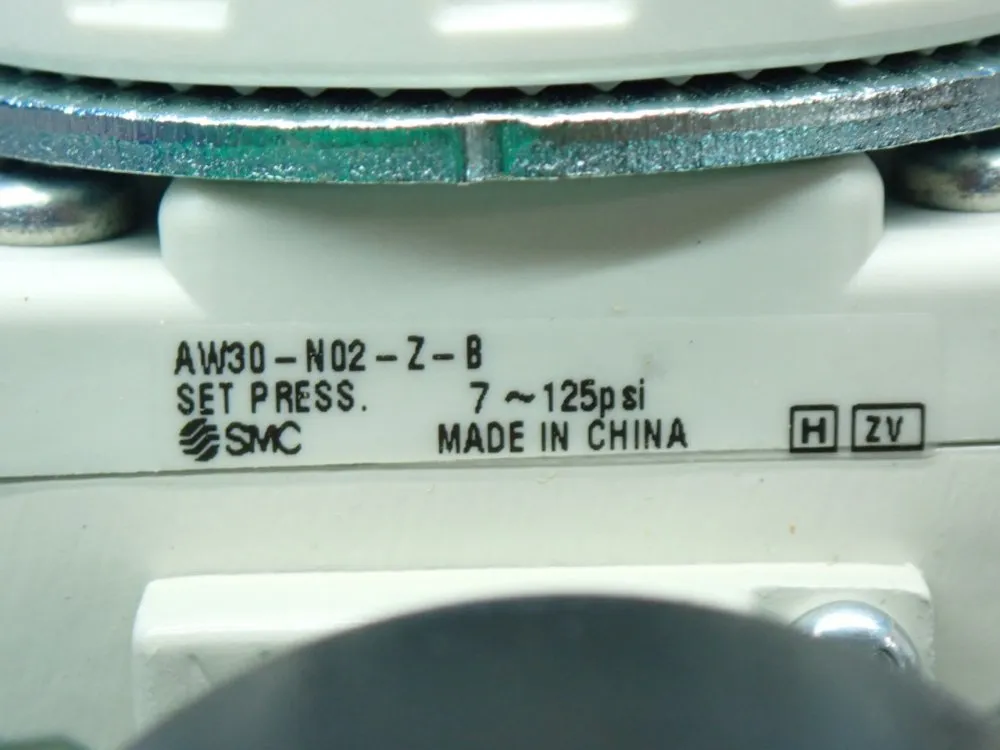 AW30-N02-Z-B
SET PRESS. 7~125psi
SMC MADE IN CHINA H ZV